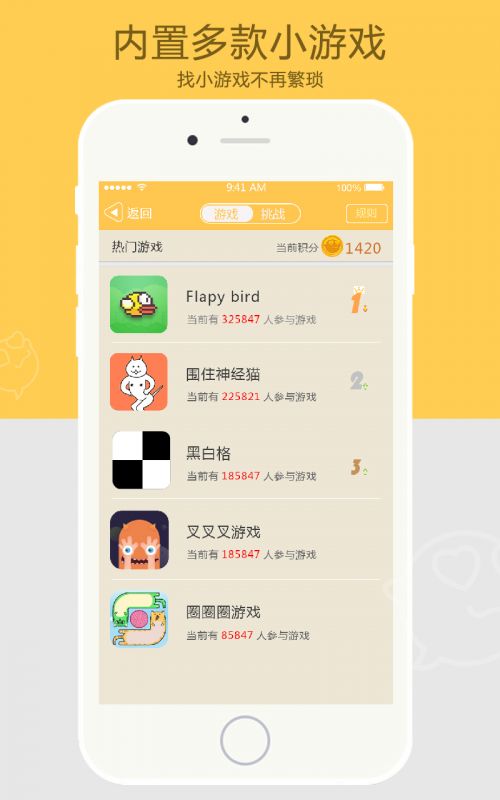 内置多款小游戏
找小游戏不再繁琐
9:41 AM
100%
返回
游戏
挑战
规则
热门游戏
当前积分 1420
Flapy bird
当前有 325847 人参与游戏
1
围住神经猫
当前有 225821 人参与游戏
2
黑白格
当前有 185847 人参与游戏
3
叉叉叉游戏
当前有 185847 人参与游戏
圈圈圈游戏
当前有 85847 人参与游戏